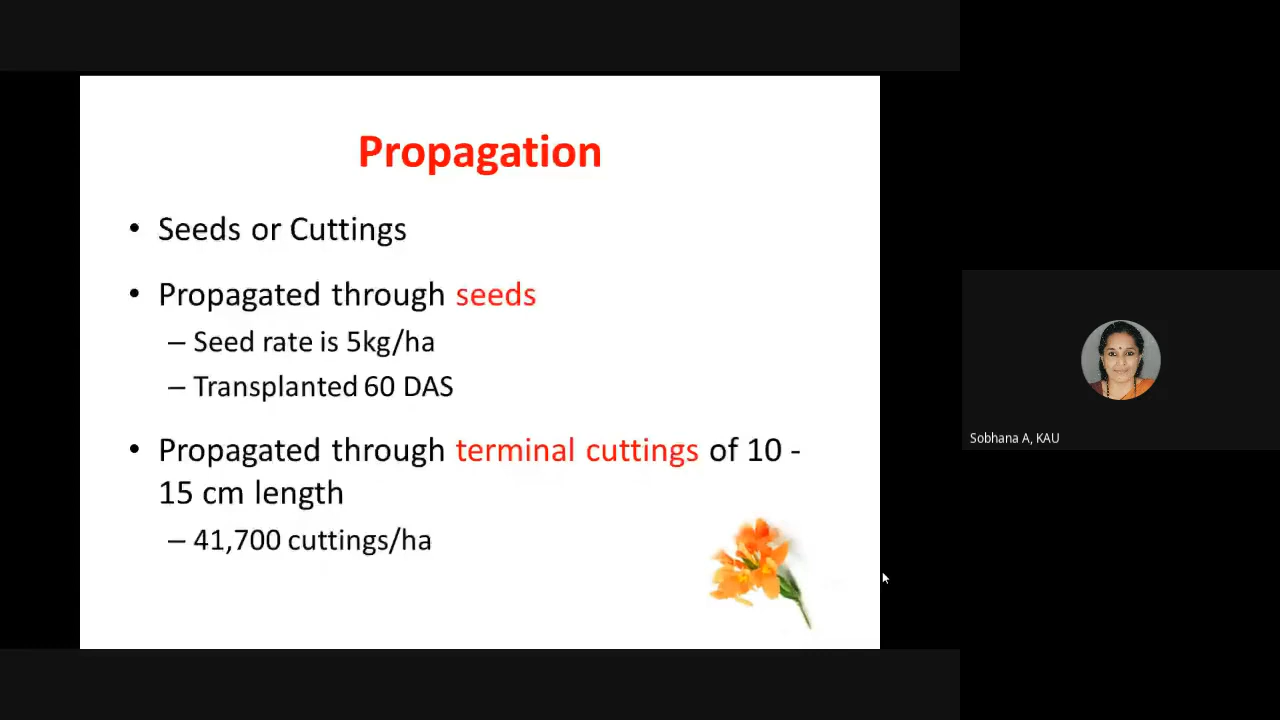 Propagation
• Seeds or Cuttings
• Propagated through seeds
– Seed rate is 5kg/ha
– Transplanted 60 DAS
• Propagated through terminal cuttings of 10 -
15 cm length
– 41,700 cuttings/ha
Sobhana A, KAU